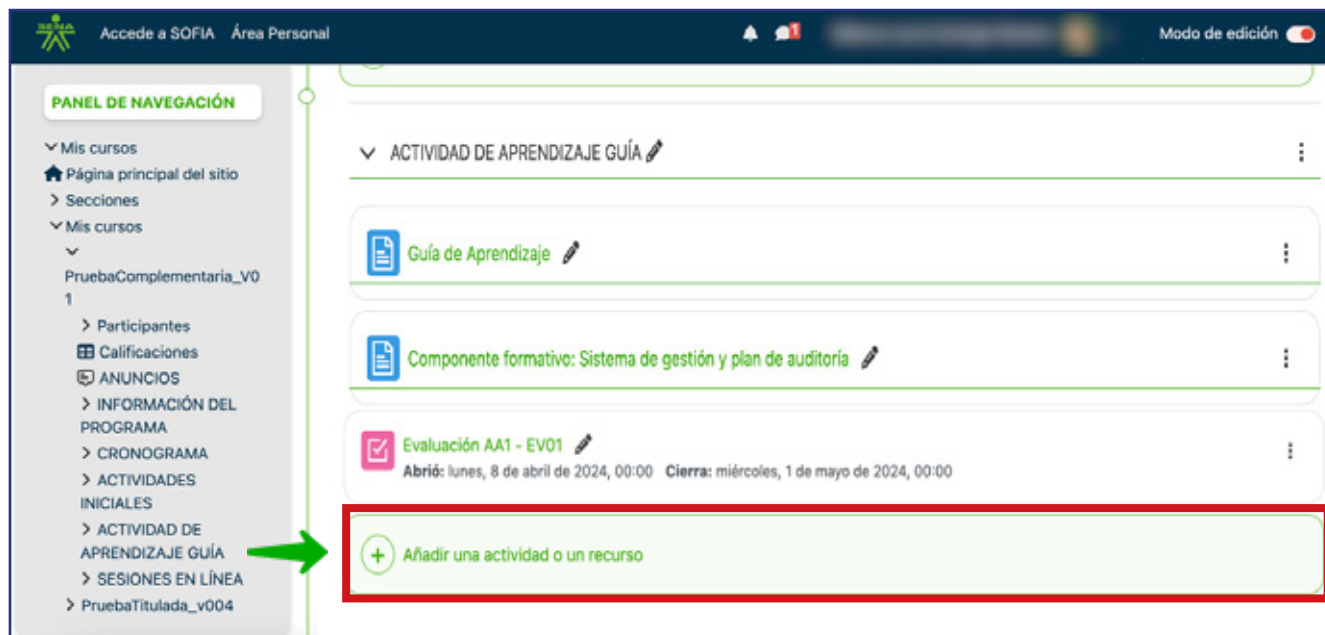 SENA
Accede a SOFIA Área Personal
1
Modo de edición
PANEL DE NAVEGACIÓN
Mis cursos
Página principal del sitio
Secciones
Mis cursos
PruebaComplementaria_V0
1
Participantes
Calificaciones
ANUNCIOS
INFORMACIÓN DEL
PROGRAMA
CRONOGRAMA
ACTIVIDADES
INICIALES
ACTIVIDAD DE
APRENDIZAJE GUÍA
SESIONES EN LÍNEA
PruebaTitulada_v004
ACTIVIDAD DE APRENDIZAJE GUÍA
Guía de Aprendizaje
Componente formativo: Sistema de gestión y plan de auditoría
Evaluación AA1 - EV01
Abrió: lunes, 8 de abril de 2024, 00:00 Cierra: miércoles, 1 de mayo de 2024, 00:00
Añadir una actividad o un recurso